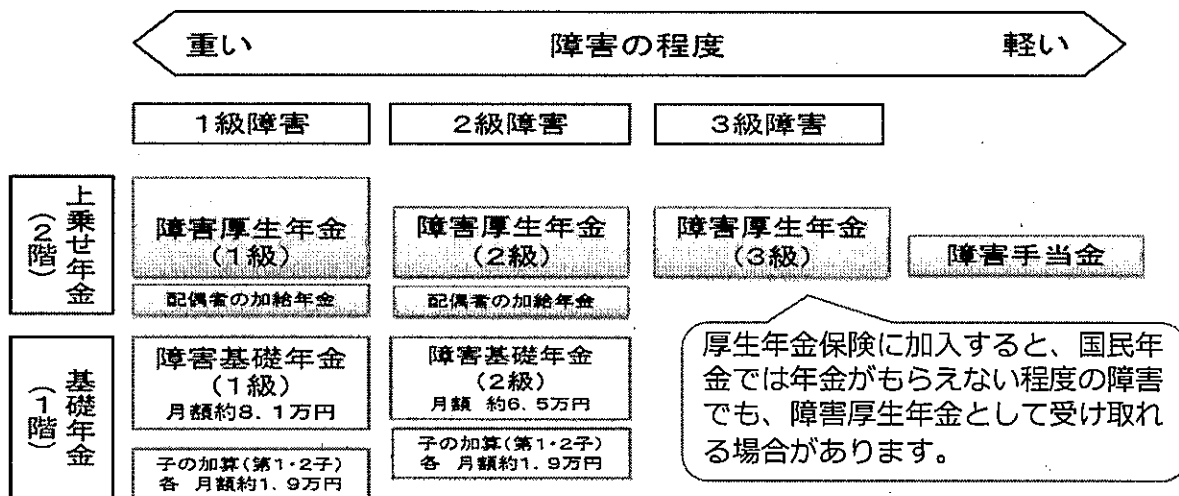 重い 障害の程度 軽い
1級障害 2級障害 3級障害
上乗せ年金
(2階)
障害厚生年金
(1級)
配偶者の加給年金
障害厚生年金
(2級)
配偶者の加給年金
障害厚生年金
(3級)
障害手当金
基礎年金
(1階)
障害基礎年金
(1級)
月額約8.1万円
子の加算(第1・2子)
各 月額約1.9万円
障害基礎年金
(2級)
月額 約6.5万円
子の加算(第1・2子)
各 月額約1.9万円
厚生年金保険に加入すると、国民年
金では年金がもらえない程度の障害
でも、障害厚生年金として受け取れ
る場合があります。